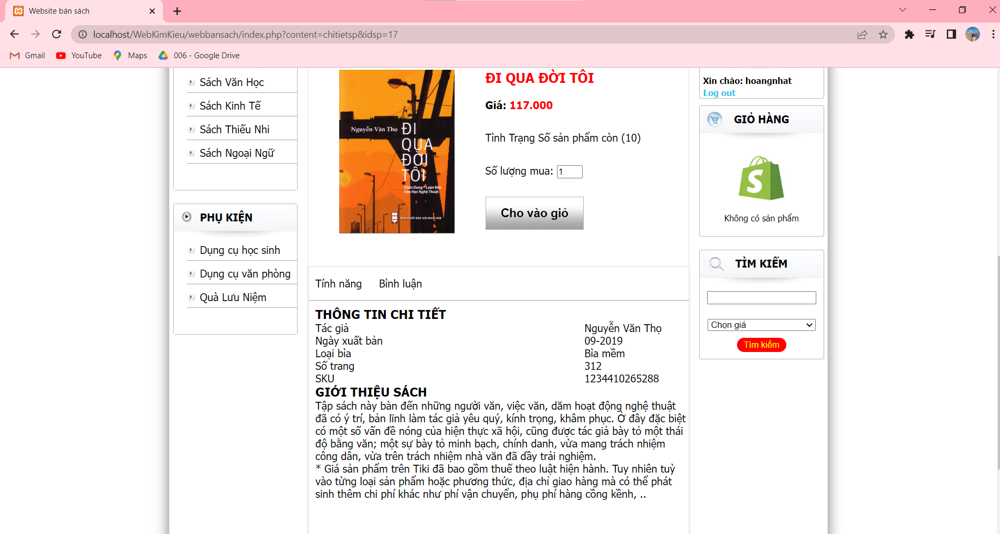 Website bán sách
localhost/WebKimKieu/webbansach/index.php?content=chitietsp&idsp=17
Gmail
YouTube
Maps
006 - Google Drive
Sách Văn Học
Sách Kinh Tế
Sách Thiếu Nhi
Sách Ngoại Ngữ
PHỤ KIỆN
Dụng cụ học sinh
Dụng cụ văn phòng
Quà Lưu Niệm
Nguyễn Văn Thọ
ĐI
QUA
ĐỜI
TÔI
Chân Dung - Luận Bàn
Văn Học Nghệ Thuật
NHÀ XUẤT BẢN HỘI NHÀ VĂN
ĐI QUA ĐỜI TÔI
Giá: 117.000
Tình Trạng Số sản phẩm còn (10)
Số lượng mua: 1
Cho vào giỏ
Tính năng
Bình luận
THÔNG TIN CHI TIẾT
Tác giả Nguyễn Văn Thọ
Ngày xuất bản 09-2019
Loại bìa Bìa mềm
Số trang 312
SKU 1234410265288
GIỚI THIỆU SÁCH
Tập sách này bàn đến những người văn, việc văn, dăm hoạt động nghệ thuật
đã có ý trí, bản lĩnh làm tác giả yêu quý, kính trọng, khâm phục. Ở đây đặc biệt
có một số vấn đề nóng của hiện thực xã hội, cũng được tác giả bày tỏ một thái
độ bằng văn; một sự bày tỏ minh bạch, chính danh, vừa mang trách nhiệm
công dân, vừa trên trách nhiệm nhà văn đã dầy trải nghiệm.
* Giá sản phẩm trên Tiki đã bao gồm thuế theo luật hiện hành. Tuy nhiên tuỳ
vào từng loại sản phẩm hoặc phương thức, địa chỉ giao hàng mà có thể phát
sinh thêm chi phí khác như phí vận chuyển, phụ phí hàng cồng kềnh, ..
Xin chào: hoangnhat
Log out
GIỎ HÀNG
S
Không có sản phẩm
TÌM KIẾM
Chọn giá
Tìm kiếm